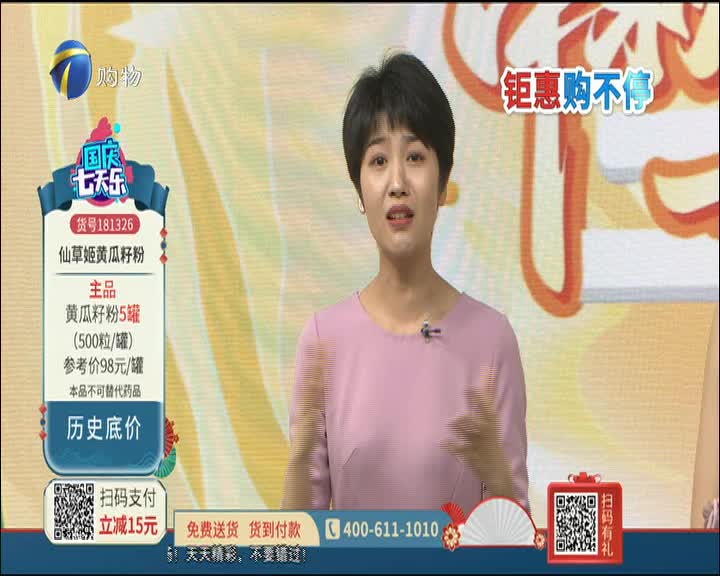 购物
钜惠购不停
国庆
七天乐
货号181326
仙草姬黄瓜籽粉
主品
黄瓜籽粉5罐
（500粒/罐）
参考价98元/罐
本品不可替代药品
历史底价
扫码支付
立减15元
免费送货 货到付款
400-611-1010
扫码有礼
天天精彩，不要错过！